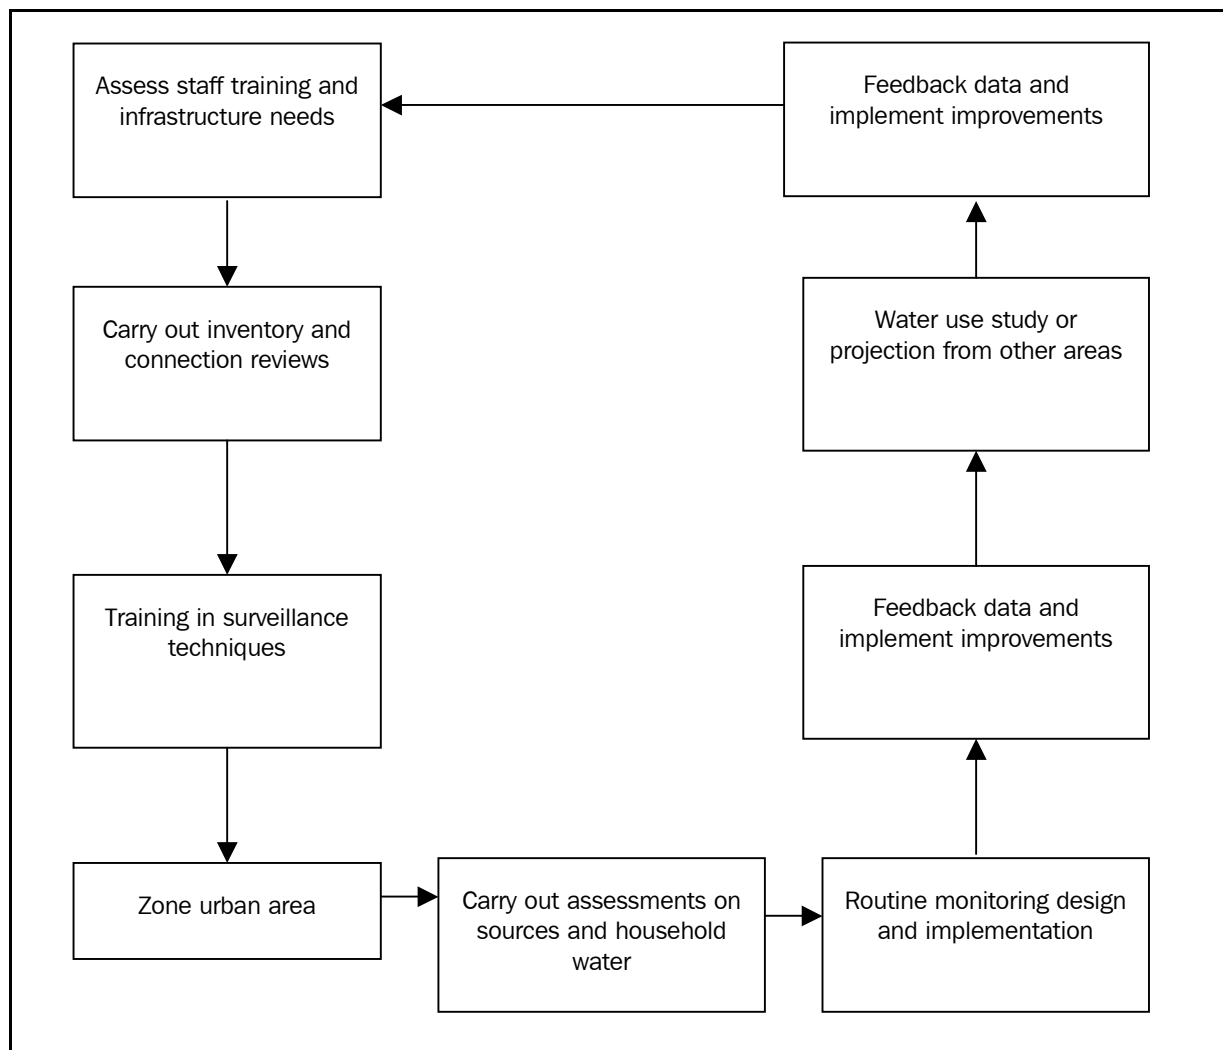 Assess staff training and
infrastructure needs
Feedback data and
implement improvements
Carry out inventory and
connection reviews
Water use study or
projection from other areas
Training in surveillance
techniques
Feedback data and
implement improvements
Zone urban area
Carry out assessments on
sources and household
water
Routine monitoring design
and implementation